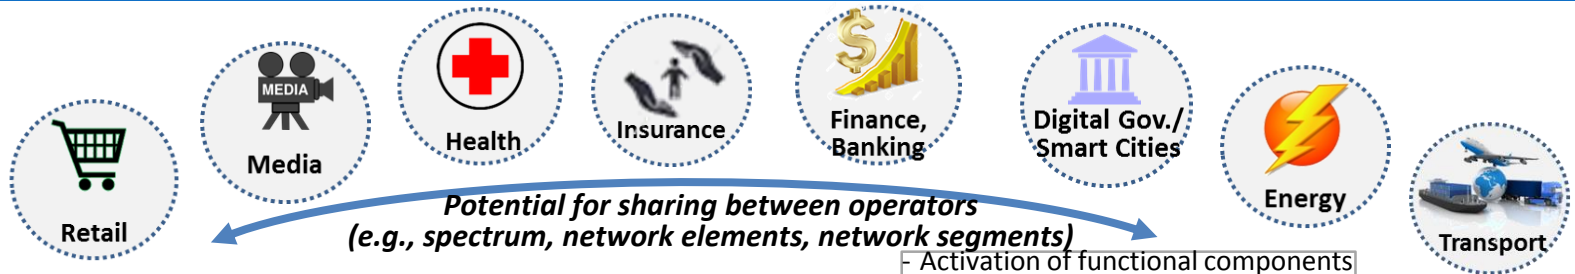 MEDIA
Retail
Media
Health
Insurance
Finance,
Banking
Digital Gov./
Smart Cities
Energy
Transport
Potential for sharing between operators
(e.g., spectrum, network elements, network segments)
- Activation of functional components